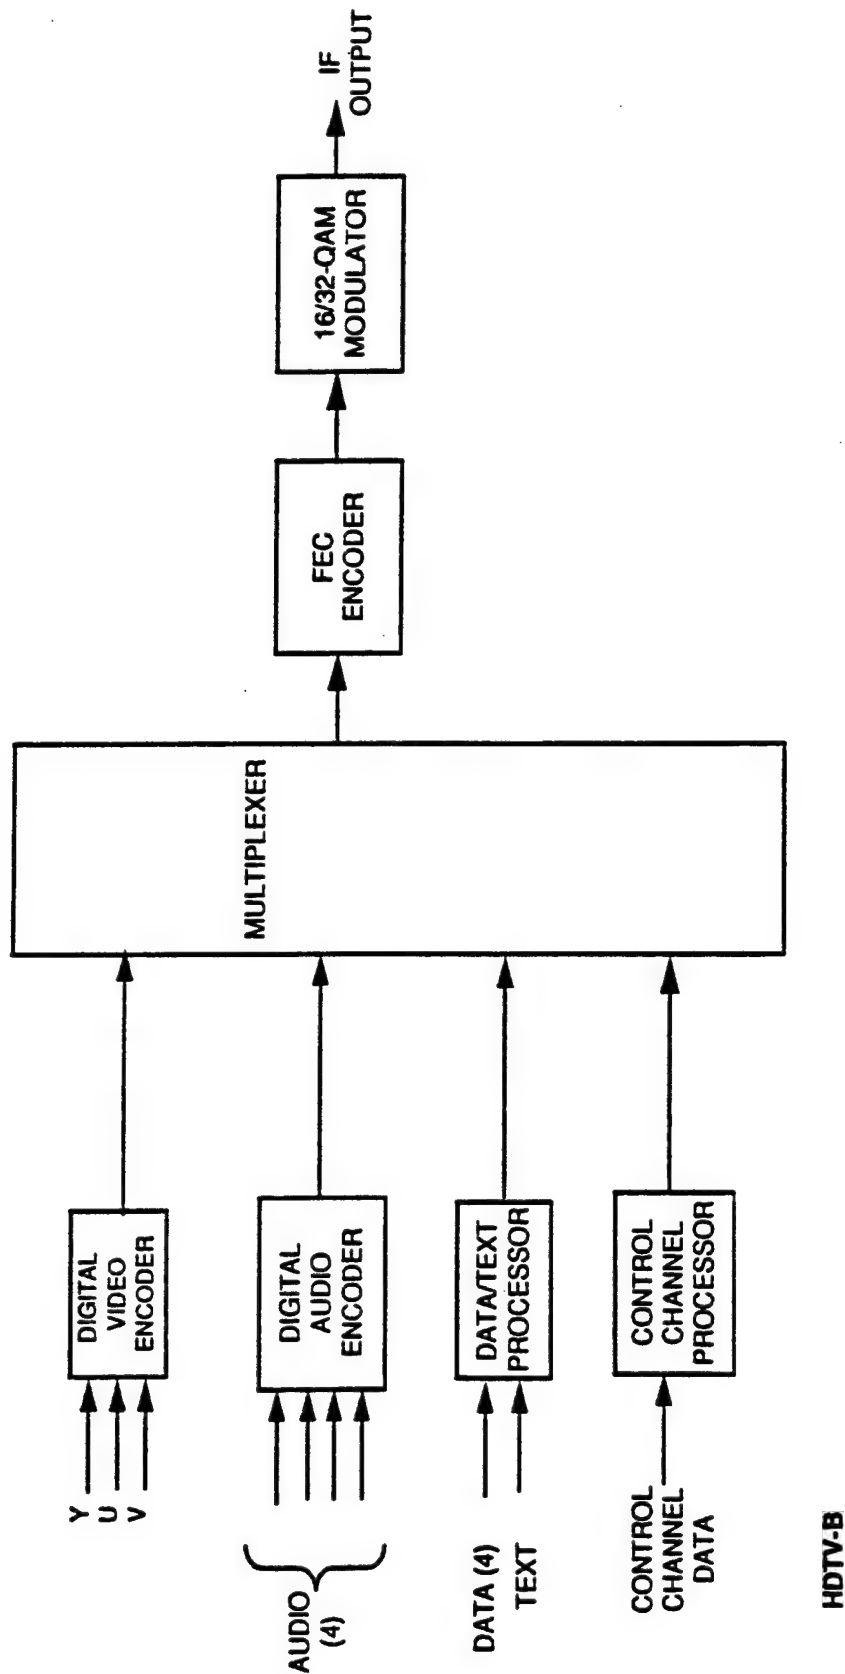 Y
U
V
DIGITAL
VIDEO
ENCODER
AUDIO
(4)
DIGITAL
AUDIO
ENCODER
DATA (4)
TEXT
DATA/TEXT
PROCESSOR
CONTROL
CHANNEL
DATA
CONTROL
CHANNEL
PROCESSOR
MULTIPLEXER
FEC
ENCODER
16/32-QAM
MODULATOR
IF
OUTPUT
HDTV-B